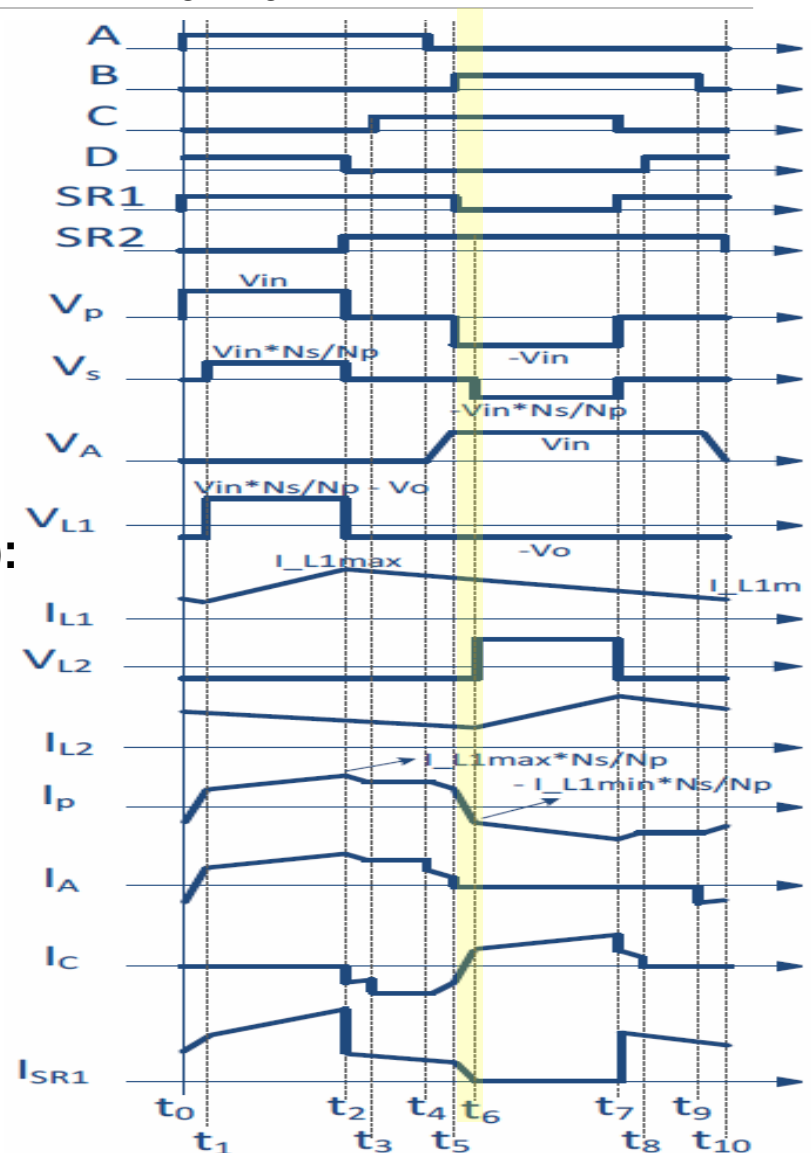 A
B
C
D
SR1
SR2
Vin
Vp
Vin*Ns/Np
-Vin
Vs
-Vin*Ns/Np
VA
Vin
Vin*Ns/Np - Vo
VL1
:
-Vo
I_L1max
I_L1m
IL1
VL2
IL2
I_L1max*Ns/Np
- I_L1min*Ns/Np
Ip
IA
IC
ISR1
t0 t2 t4 t6 t7 t9
t1 t3 t5 t8 t10